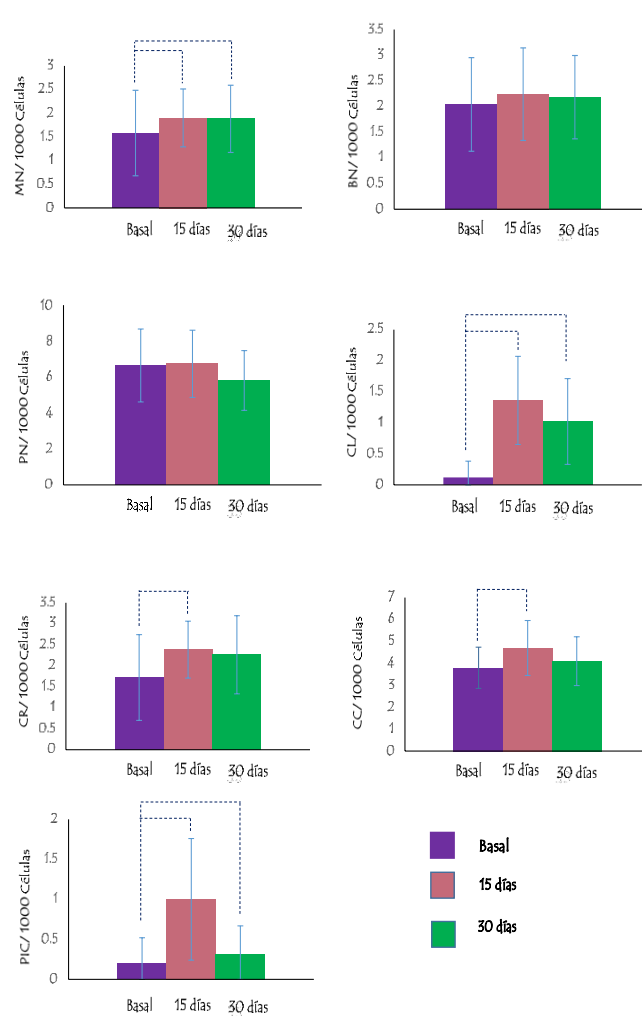 MN/ 1000 Células
3
2.5
2
1.5
1
0.5
0
Basal 15 días 30 días
BN/ 1000 Células
3.5
3
2.5
2
1.5
1
0.5
0
Basal 15 días 30 días
PN/ 1000 Células
10
8
6
4
2
0
Basal 15 días 30 días
CL/ 1000 Células
2.5
2
1.5
1
0.5
0
Basal 15 días 30 días
CR/ 1000 Células
3.5
3
2.5
2
1.5
1
0.5
0
Basal 15 días 30 días
CC/ 1000 Células
7
6
5
4
3
2
1
0
Basal 15 días 30 días
PIC/ 1000 Células
2
1.5
1
0.5
0
Basal 15 días 30 días
Basal
15 días
30 días